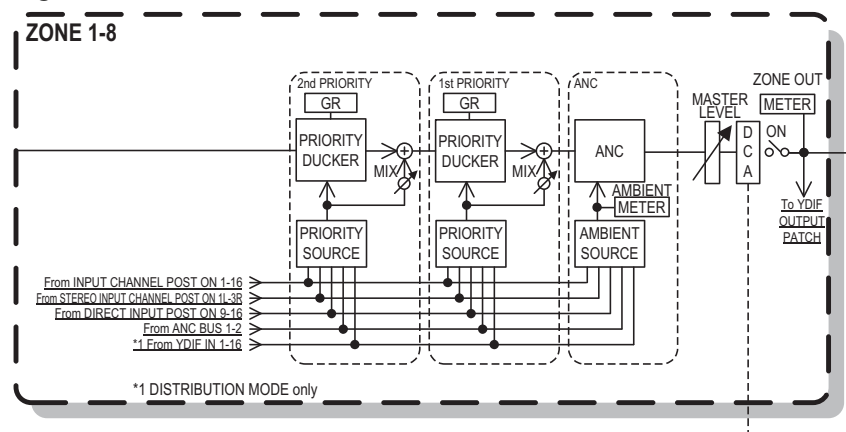 ZONE 1-8
2nd PRIORITY
GR
PRIORITY
DUCKER
MIX
PRIORITY
SOURCE
1st PRIORITY
GR
PRIORITY
DUCKER
MIX
PRIORITY
SOURCE
ANC
ANC
AMBIENT
METER
AMBIENT
SOURCE
MASTER
LEVEL
D
C
A
ON
ZONE OUT
METER
To YDIF
OUTPUT
PATCH
From INPUT CHANNEL POST ON 1-16
From STEREO INPUT CHANNEL POST ON 1L-3R
From DIRECT INPUT POST ON 9-16
From ANC BUS 1-2
*1 From YDIF IN 1-16
*1 DISTRIBUTION MODE only